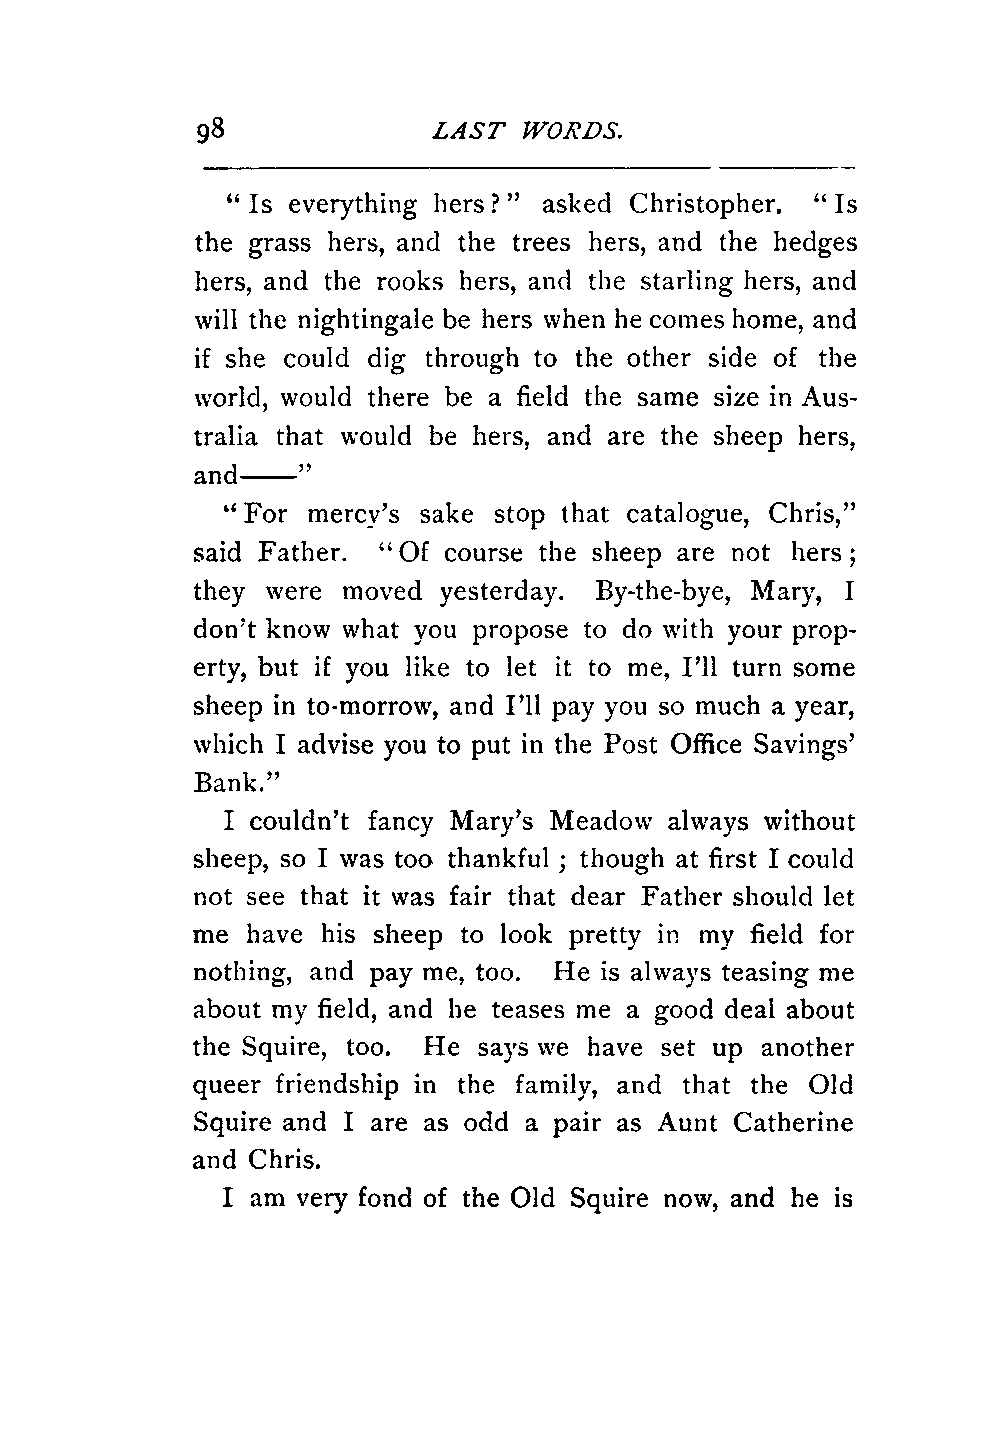 98 LAST WORDS.
“Is everything hers?” asked Christopher. “Is
the grass hers, and the trees hers, and the hedges
hers, and the rooks hers, and the starling hers, and
will the nightingale be hers when he comes home, and
if she could dig through to the other side of the
world, would there be a field the same size in Aus-
tralia that would be hers, and are the sheep hers,
and——”
“For mercy’s sake stop that catalogue, Chris,”
said Father. “Of course the sheep are not hers;
they were moved yesterday. By-the-bye, Mary, I
don’t know what you propose to do with your prop-
erty, but if you like to let it to me, I’ll turn some
sheep in to-morrow, and I’ll pay you so much a year,
which I advise you to put in the Post Office Savings’
Bank.”
I couldn’t fancy Mary’s Meadow always without
sheep, so I was too thankful; though at first I could
not see that it was fair that dear Father should let
me have his sheep to look pretty in my field for
nothing, and pay me, too. He is always teasing me
about my field, and he teases me a good deal about
the Squire, too. He says we have set up another
queer friendship in the family, and that the Old
Squire and I are as odd a pair as Aunt Catherine
and Chris.
I am very fond of the Old Squire now, and he is